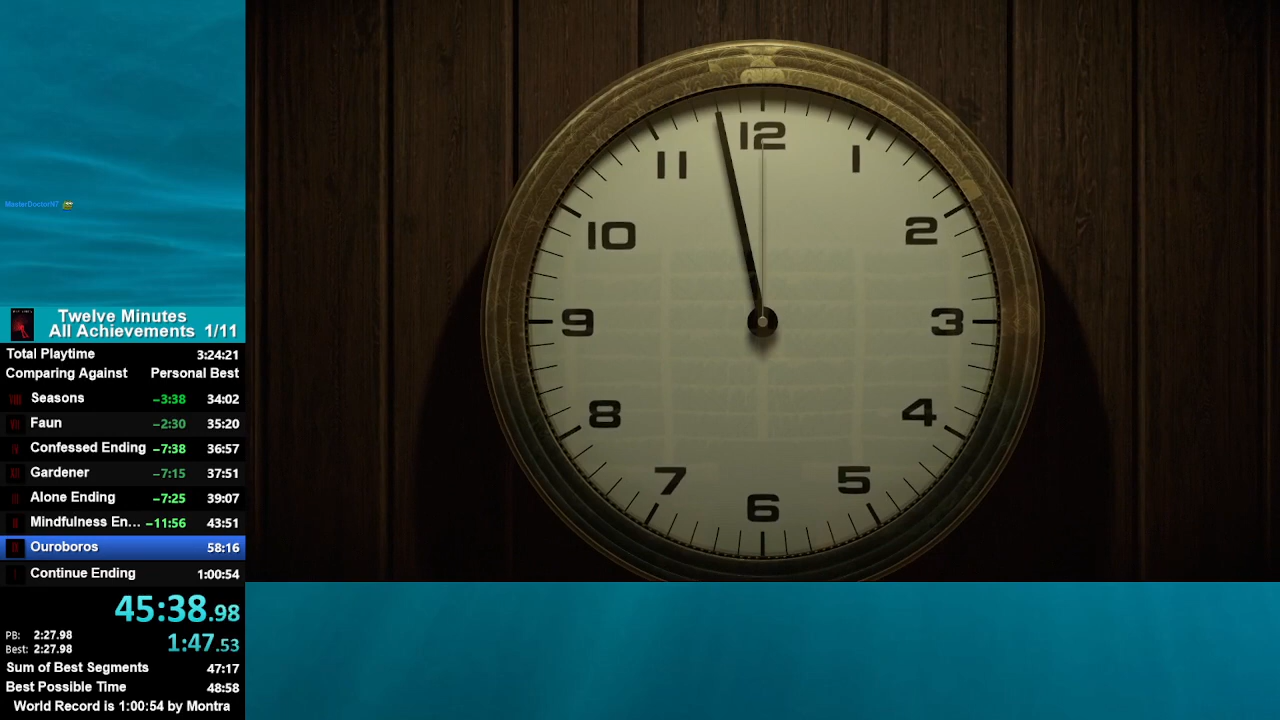 MasterDoctorN7
Twelve Minutes
All Achievements 1/11
Total Playtime 3:24:21
Comparing Against Personal Best
Seasons −3:38 34:02
Faun −2:30 35:20
Confessed Ending −7:38 36:57
Gardener −7:15 37:51
Alone Ending −7:25 39:07
Mindfulness En... −11:56 43:51
Ouroboros 58:16
Continue Ending 1:00:54
45:38.98
PB: 2:27.98
1:47.53
Best: 2:27.98
Sum of Best Segments 47:17
Best Possible Time 48:58
World Record is 1:00:54 by Montra
12
1
2
3
4
5
6
7
8
9
10
11